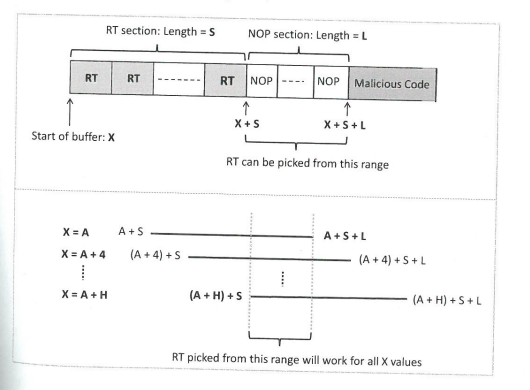 RT section: Length = S
NOP section: Length = L
RT RT -------- RT NOP ---- NOP Malicious Code
X + S
X + S + L
Start of buffer: X
RT can be picked from this range
X = A A + S A + S + L
X = A + 4 (A + 4) + S (A + 4) + S + L
X = A + H (A + H) + S (A + H) + S + L
RT picked from this range will work for all X values